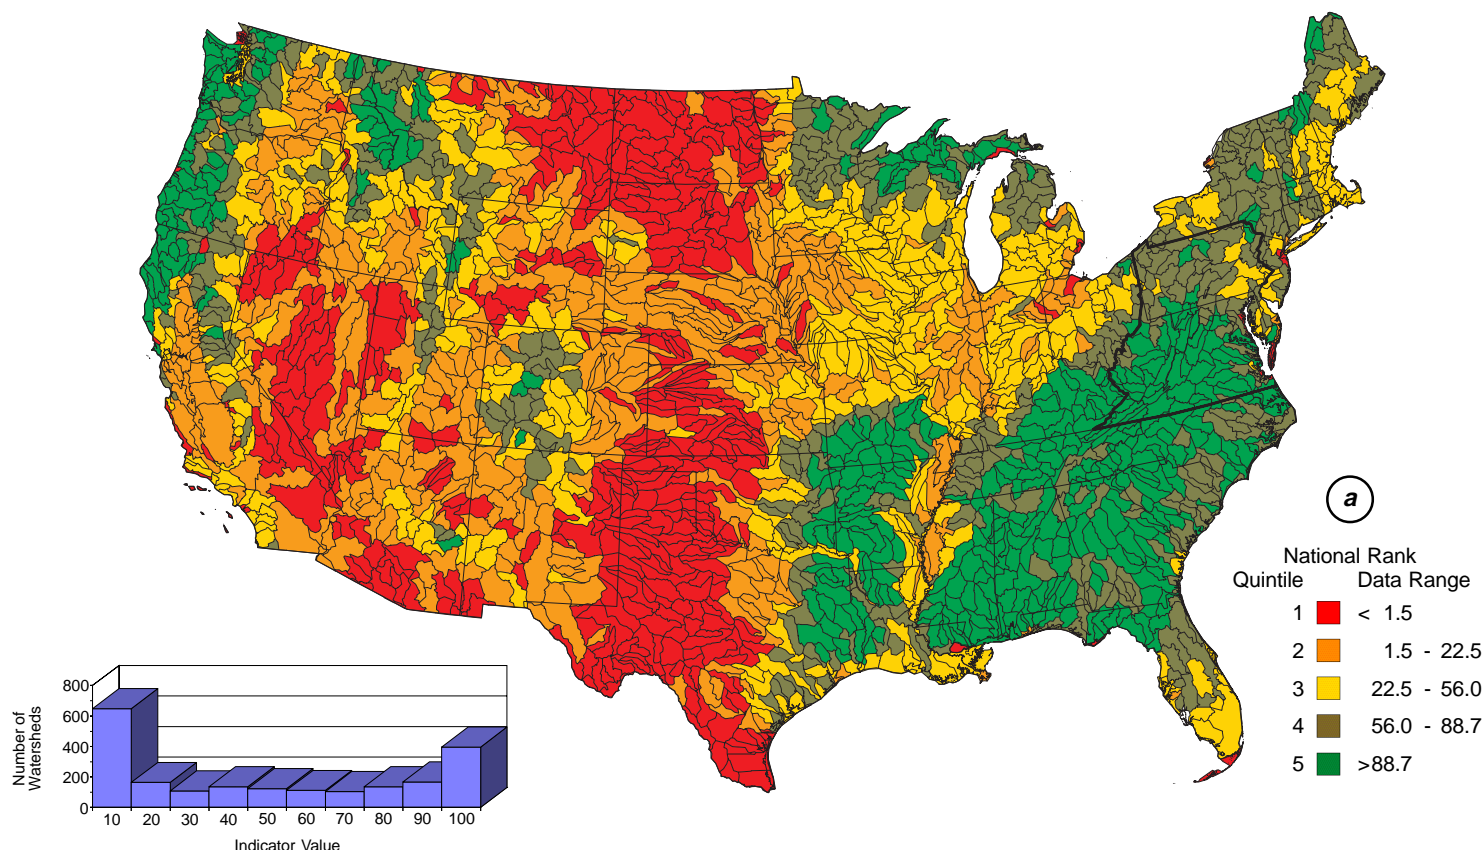 a
National Rank
Quintile Data Range
1 < 1.5
2 1.5 - 22.5
3 22.5 - 56.0
4 56.0 - 88.7
5 >88.7
800
600
400
200
0
Number of
Watersheds
10 20 30 40 50 60 70 80 90 100
Indicator Value